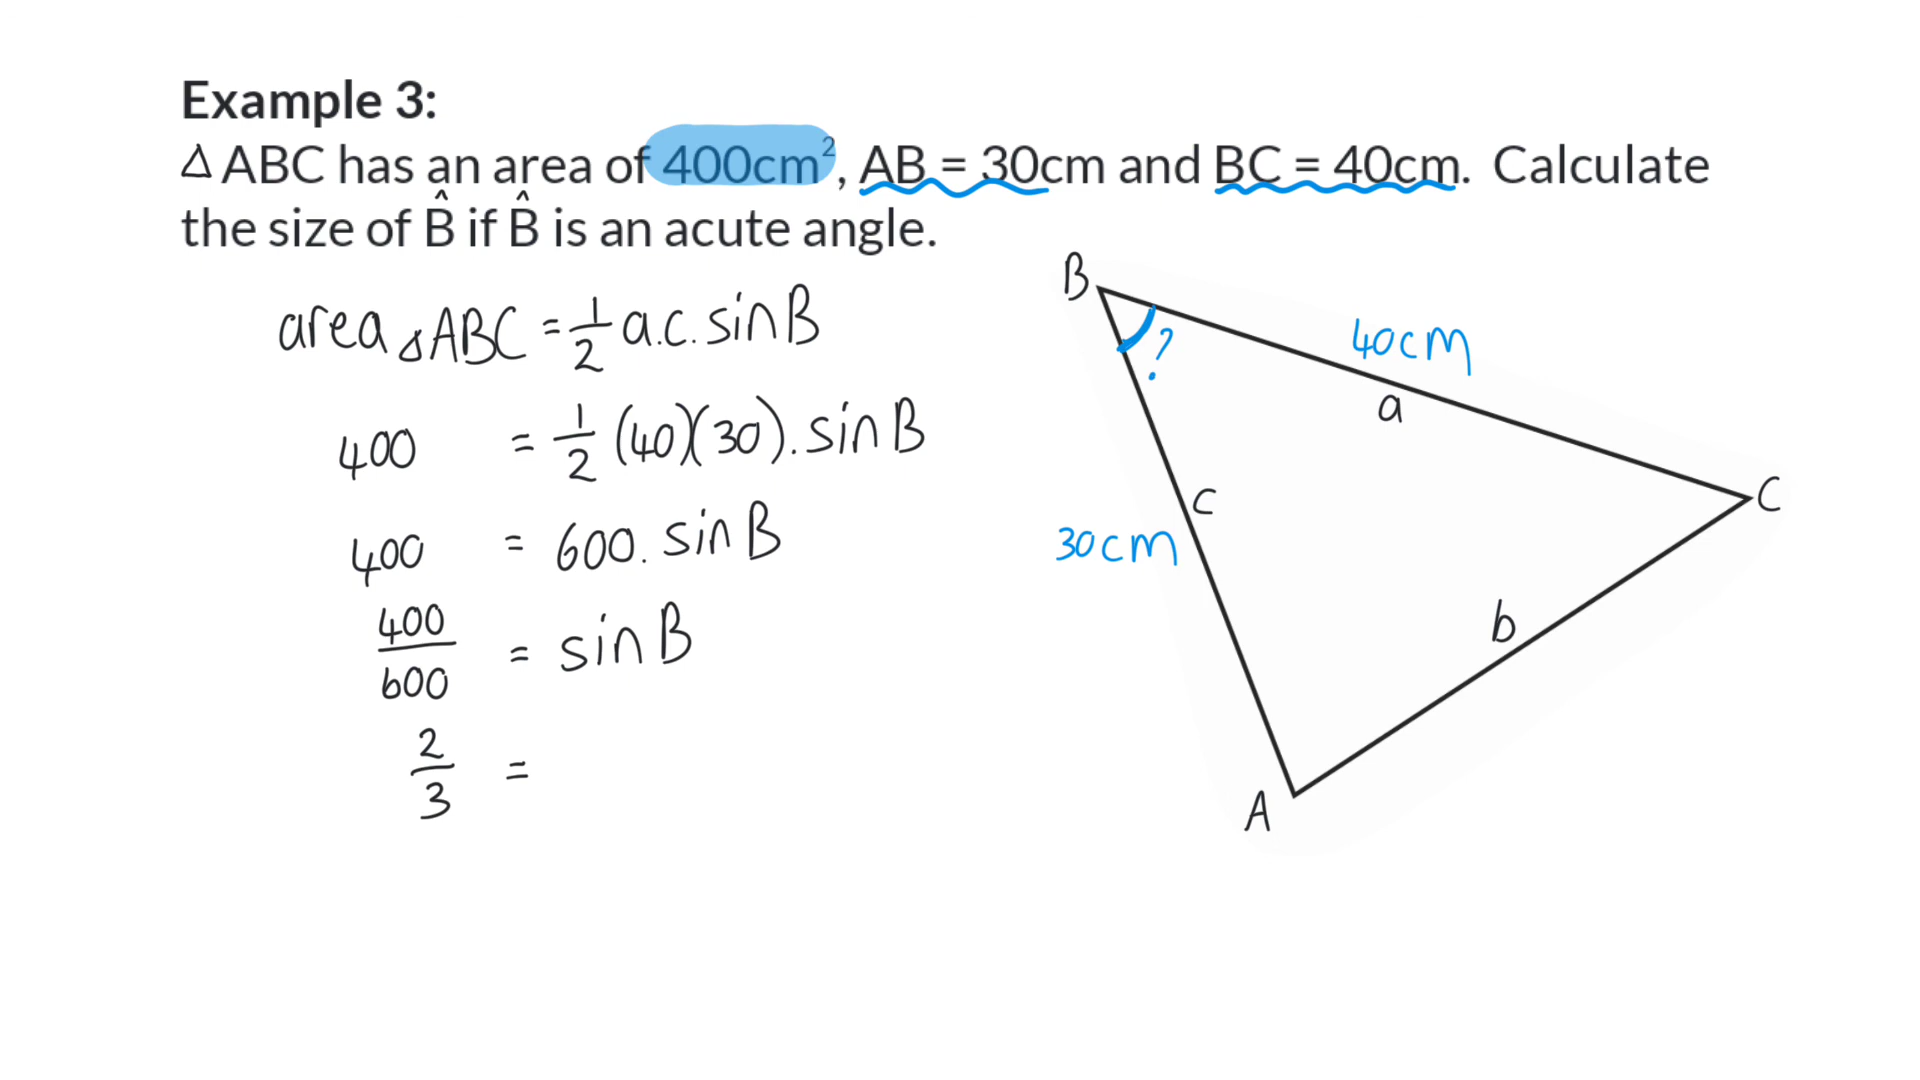 Example 3:
△ ABC has an area of 400cm², AB = 30cm and BC = 40cm. Calculate
the size of B̂ if B̂ is an acute angle.
area △ABC = 1/2 a.c. sinB
400 = 1/2 (40)(30). sin B
400 = 600. sin B
400/600 = sin B
2/3 =
B
?
40cm
a
C
c
30cm
b
A